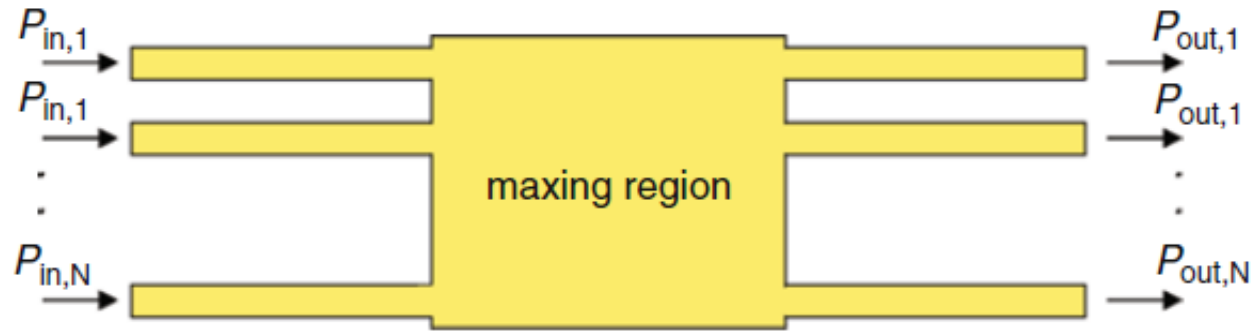 P_in,1
P_out,1
P_in,1
P_out,1
maxing region
P_in,N
P_out,N